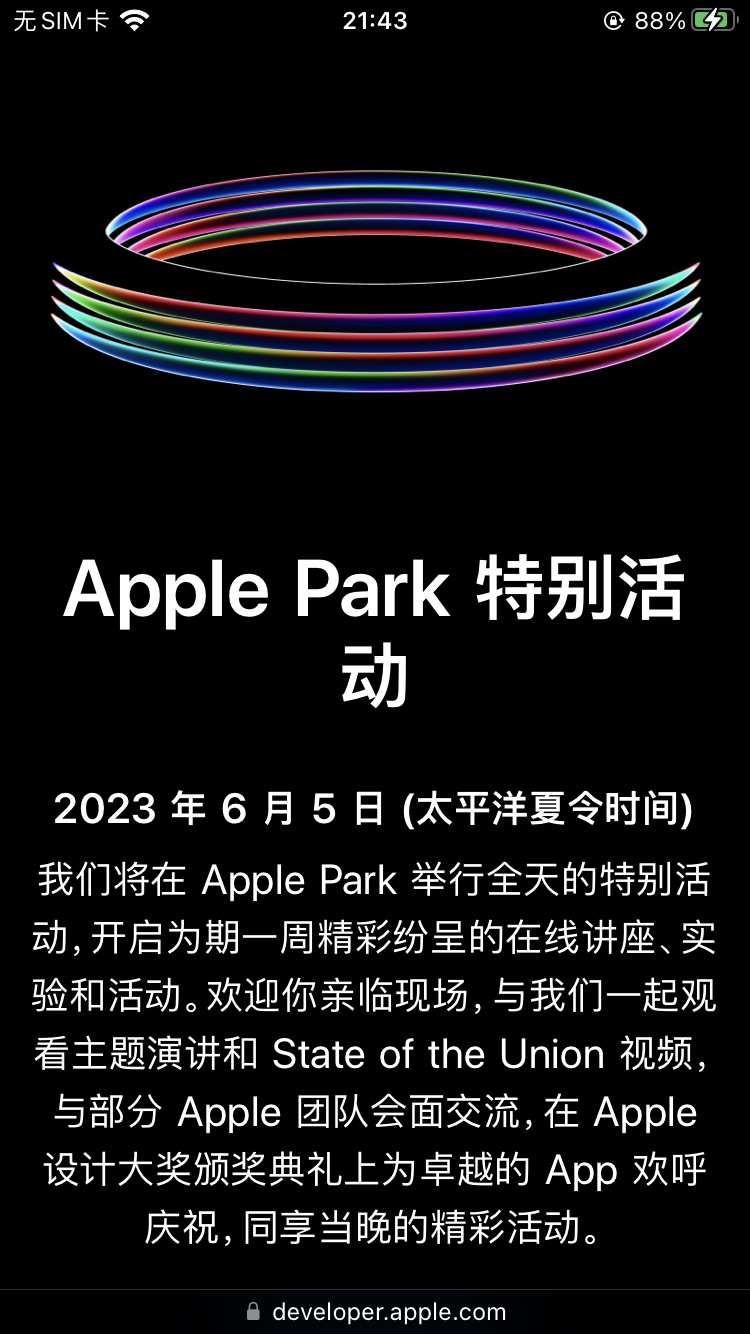 无SIM卡 21:43 88%
Apple Park 特别活
动
2023 年 6 月 5 日 (太平洋夏令时间)
我们将在 Apple Park 举行全天的特别活
动，开启为期一周精彩纷呈的在线讲座、实
验和活动。欢迎你亲临现场，与我们一起观
看主题演讲和 State of the Union 视频，
与部分 Apple 团队会面交流，在 Apple
设计大奖颁奖典礼上为卓越的 App 欢呼
庆祝，同享当晚的精彩活动。
developer.apple.com